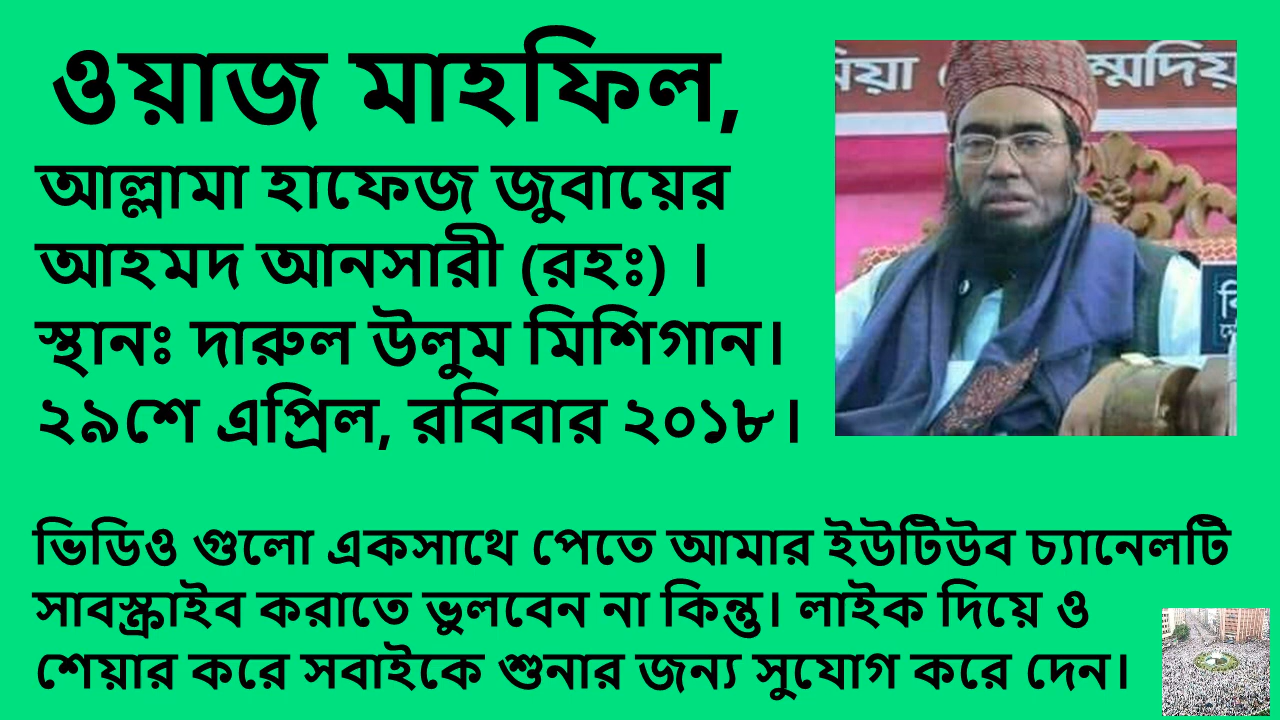 ওয়াজ মাহফিল,
আল্লামা হাফেজ জুবায়ের
আহমদ আনসারী (রহঃ) ।
স্থানঃ দারুল উলুম মিশিগান।
২৯শে এপ্রিল, রবিবার ২০১৮।
ভিডিও গুলো একসাথে পেতে আমার ইউটিউব চ্যানেলটি
সাবস্ক্রাইব করাতে ভুলবেন না কিন্তু। লাইক দিয়ে ও
শেয়ার করে সবাইকে শুনার জন্য সুযোগ করে দেন।